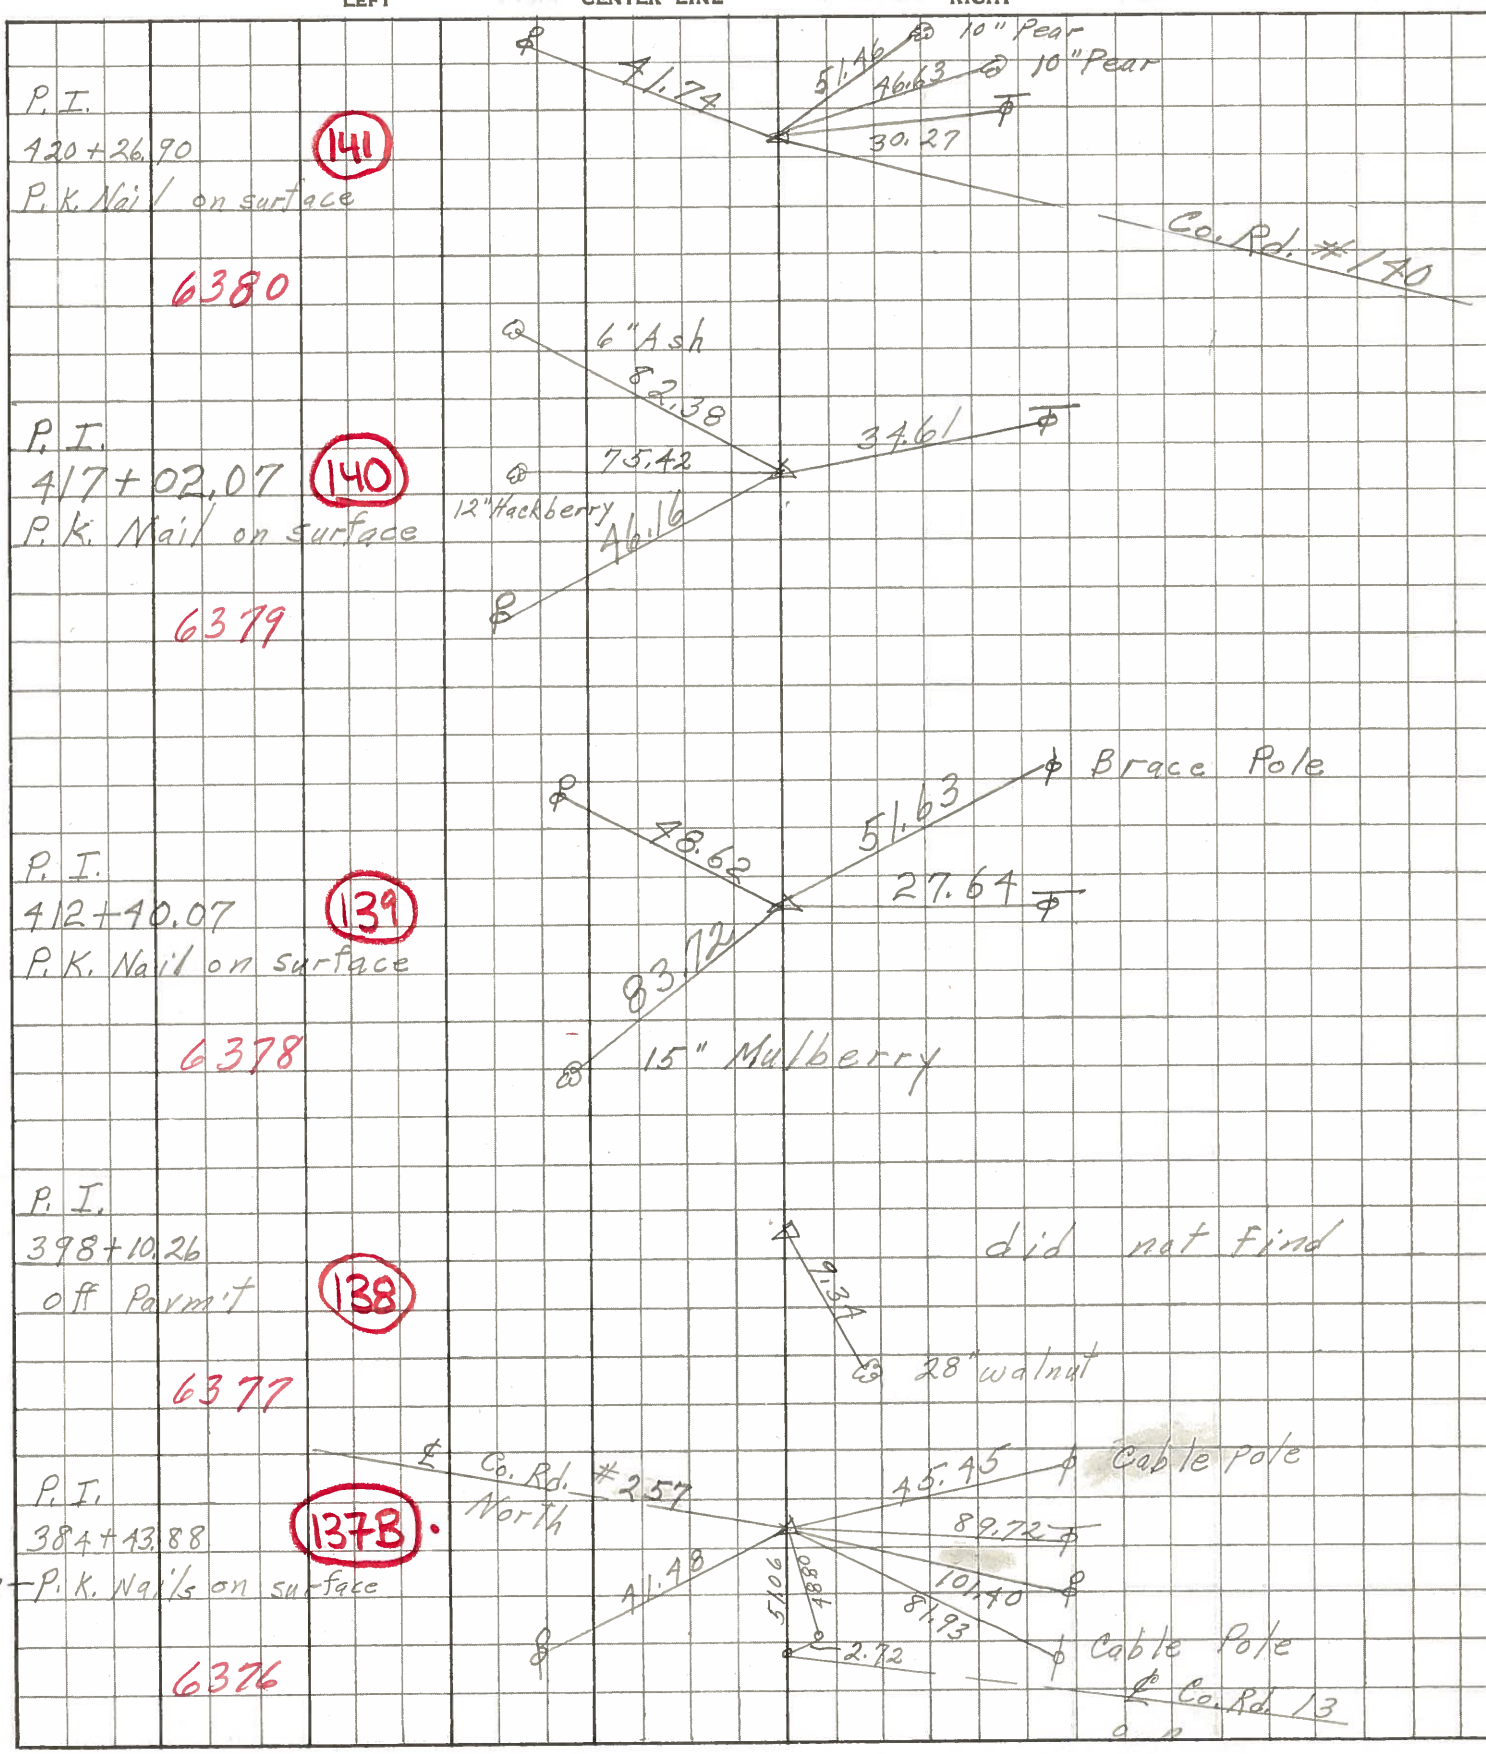 LEFT CENTER LINE RIGHT
10" Pear
51.46
10" Pear
46.63
41.74
P. I.
420+26.90
141
30.27
P. K. Nail on surface
Co. Rd. #140
6380
6" Ash
82.38
P. I.
34.61
417+02.07
140
75.42
12" Hackberry
P. K. Nail on surface
46.16
6379
Brace Pole
51.63
48.62
P. I.
27.64
412+40.07
139
P. K. Nail on surface
83.72
6378
15" Mulberry
P. I.
398+10.26
did not Find
off Pavm't
138
9.34
6377
28" walnut
℄ Co. Rd. #257
North
45.45
Cable Pole
P. I.
384+43.88
137B.
89.72
P. K. Nails on surface
41.48
51.06
48.80
101.40
81.93
2.72
Cable Pole
6376
℄ Co. Rd. 13